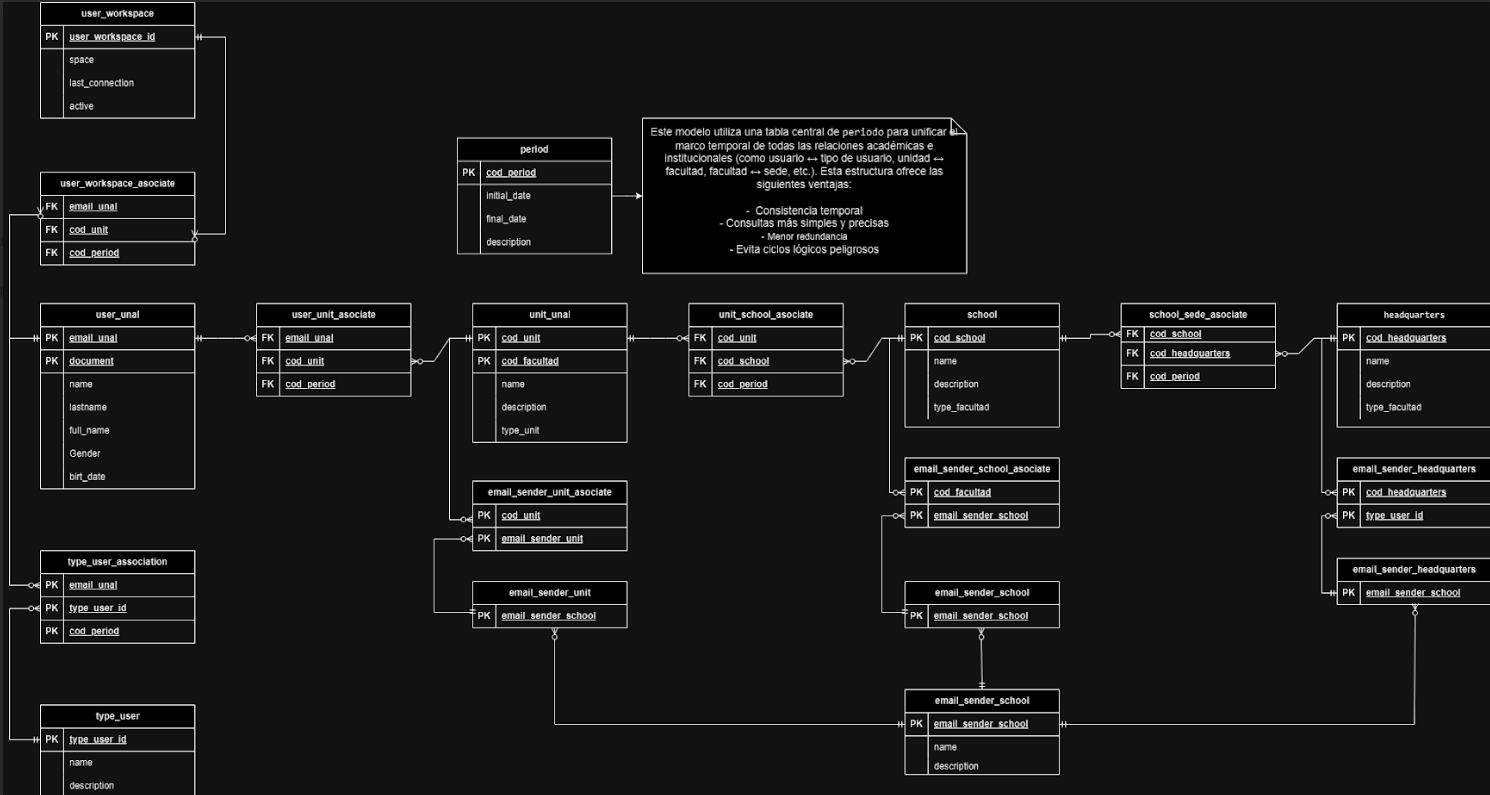 user_workspace
PK user_workspace_id
space
last_connection
active
user_workspace_asociate
FK email_unal
FK cod_unit
FK cod_period
period
PK cod_period
initial_date
final_date
description
Este modelo utiliza una tabla central de periodo para unificar el
marco temporal de todas las relaciones académicas e
institucionales (como usuario ↔ tipo de usuario, unidad ↔
facultad, facultad ↔ sede, etc.). Esta estructura ofrece las
siguientes ventajas:
- Consistencia temporal
- Consultas más simples y precisas
- Menor redundancia
- Evita ciclos lógicos peligrosos
user_unal
PK email_unal
PK document
name
lastname
full_name
Gender
birt_date
user_unit_asociate
FK email_unal
FK cod_unit
FK cod_period
unit_unal
PK cod_unit
PK cod_facultad
name
description
type_unit
unit_school_asociate
FK cod_unit
FK cod_school
FK cod_period
school
PK cod_school
name
description
type_facultad
school_sede_asociate
FK cod_school
FK cod_headquarters
FK cod_period
headquarters
PK cod_headquarters
name
description
type_facultad
email_sender_unit_asociate
PK cod_unit
PK email_sender_unit
email_sender_school_asociate
PK cod_facultad
PK email_sender_school
email_sender_headquarters
PK cod_headquarters
PK type_user_id
type_user_association
PK email_unal
PK type_user_id
PK cod_period
email_sender_unit
PK email_sender_school
email_sender_school
PK email_sender_school
email_sender_headquarters
PK email_sender_school
type_user
PK type_user_id
name
description
email_sender_school
PK email_sender_school
name
description